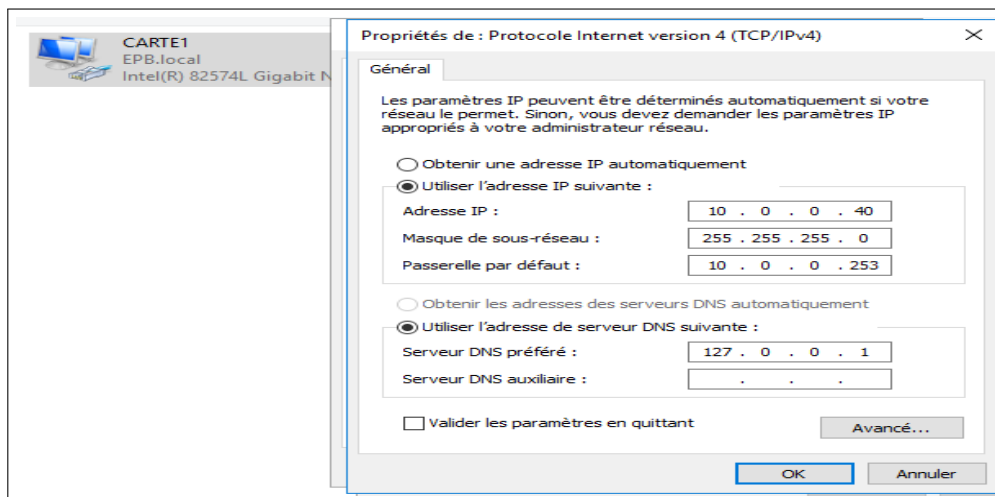 CARTE1
EPB.local
Intel(R) 82574L Gigabit N
Propriétés de : Protocole Internet version 4 (TCP/IPv4)
Général
Les paramètres IP peuvent être déterminés automatiquement si votre
réseau le permet. Sinon, vous devez demander les paramètres IP
appropriés à votre administrateur réseau.
Obtenir une adresse IP automatiquement
Utiliser l'adresse IP suivante :
Adresse IP : 10 . 0 . 0 . 40
Masque de sous-réseau : 255 . 255 . 255 . 0
Passerelle par défaut : 10 . 0 . 0 . 253
Obtenir les adresses des serveurs DNS automatiquement
Utiliser l'adresse de serveur DNS suivante :
Serveur DNS préféré : 127 . 0 . 0 . 1
Serveur DNS auxiliaire : . . .
Valider les paramètres en quittant
Avancé...
OK Annuler